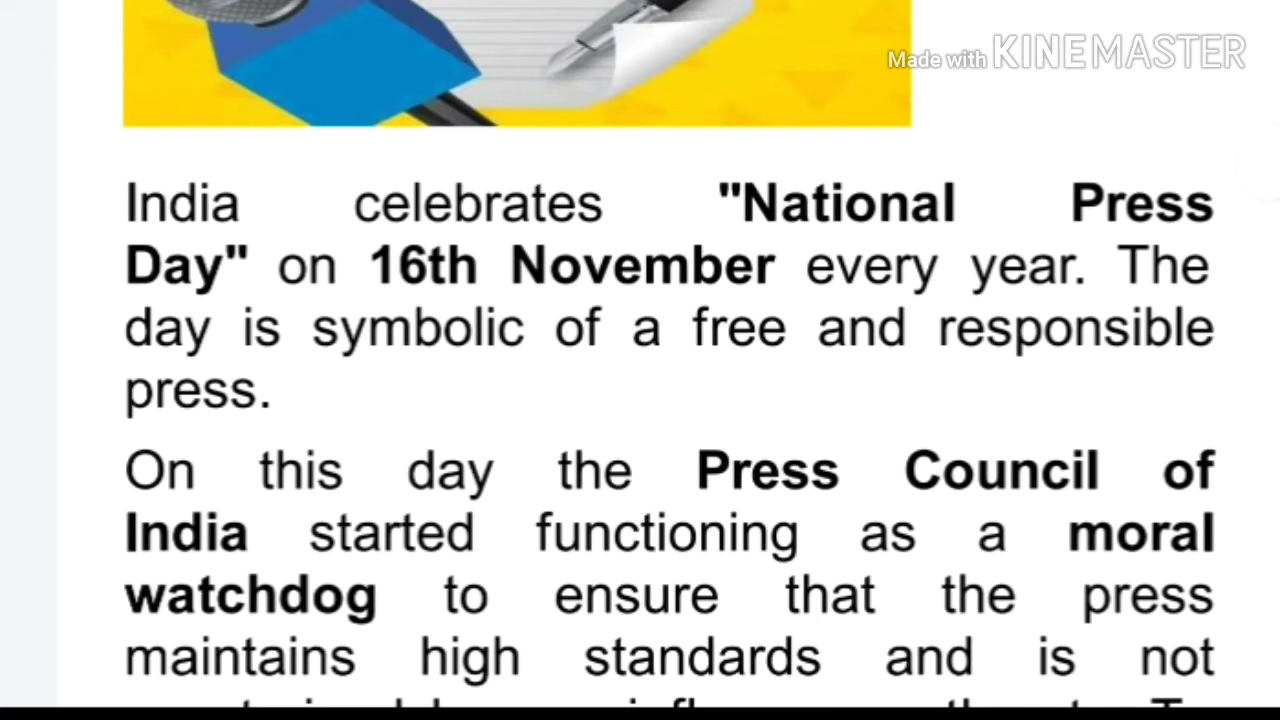 Made with KINEMASTER
India celebrates "National Press
Day" on 16th November every year. The
day is symbolic of a free and responsible
press.
On this day the Press Council of
India started functioning as a moral
watchdog to ensure that the press
maintains high standards and is not